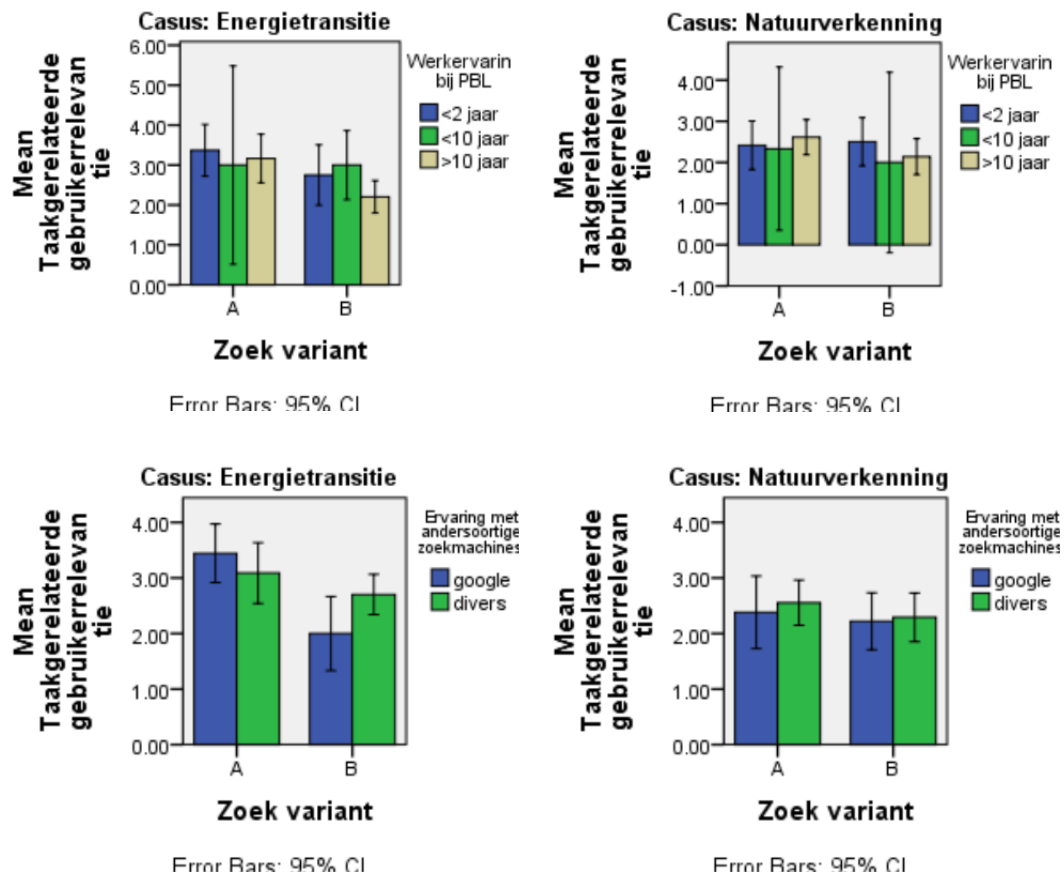 Casus: Energietransitie
6.00
5.00
4.00
3.00
2.00
1.00
0.00
Mean
Taakgerelateerde
gebruikerrelevan
tie
A
B
Zoek variant
Error Bars: 95% CI
Werkervarin
bij PBL
<2 jaar
<10 jaar
>10 jaar
Casus: Natuurverkenning
4.00
3.00
2.00
1.00
0.00
-1.00
Mean
Taakgerelateerde
gebruikerrelevan
tie
A
B
Zoek variant
Error Bars: 95% CI
Werkervarin
bij PBL
<2 jaar
<10 jaar
>10 jaar
Casus: Energietransitie
4.00
3.00
2.00
1.00
0.00
Mean
Taakgerelateerde
gebruikerrelevan
tie
A
B
Zoek variant
Error Bars: 95% CI
Ervaring met
andersoortige
zoekmachines
google
divers
Casus: Natuurverkenning
4.00
3.00
2.00
1.00
0.00
Mean
Taakgerelateerde
gebruikerrelevan
tie
A
B
Zoek variant
Error Bars: 95% CI
Ervaring met
andersoortige
zoekmachines
google
divers